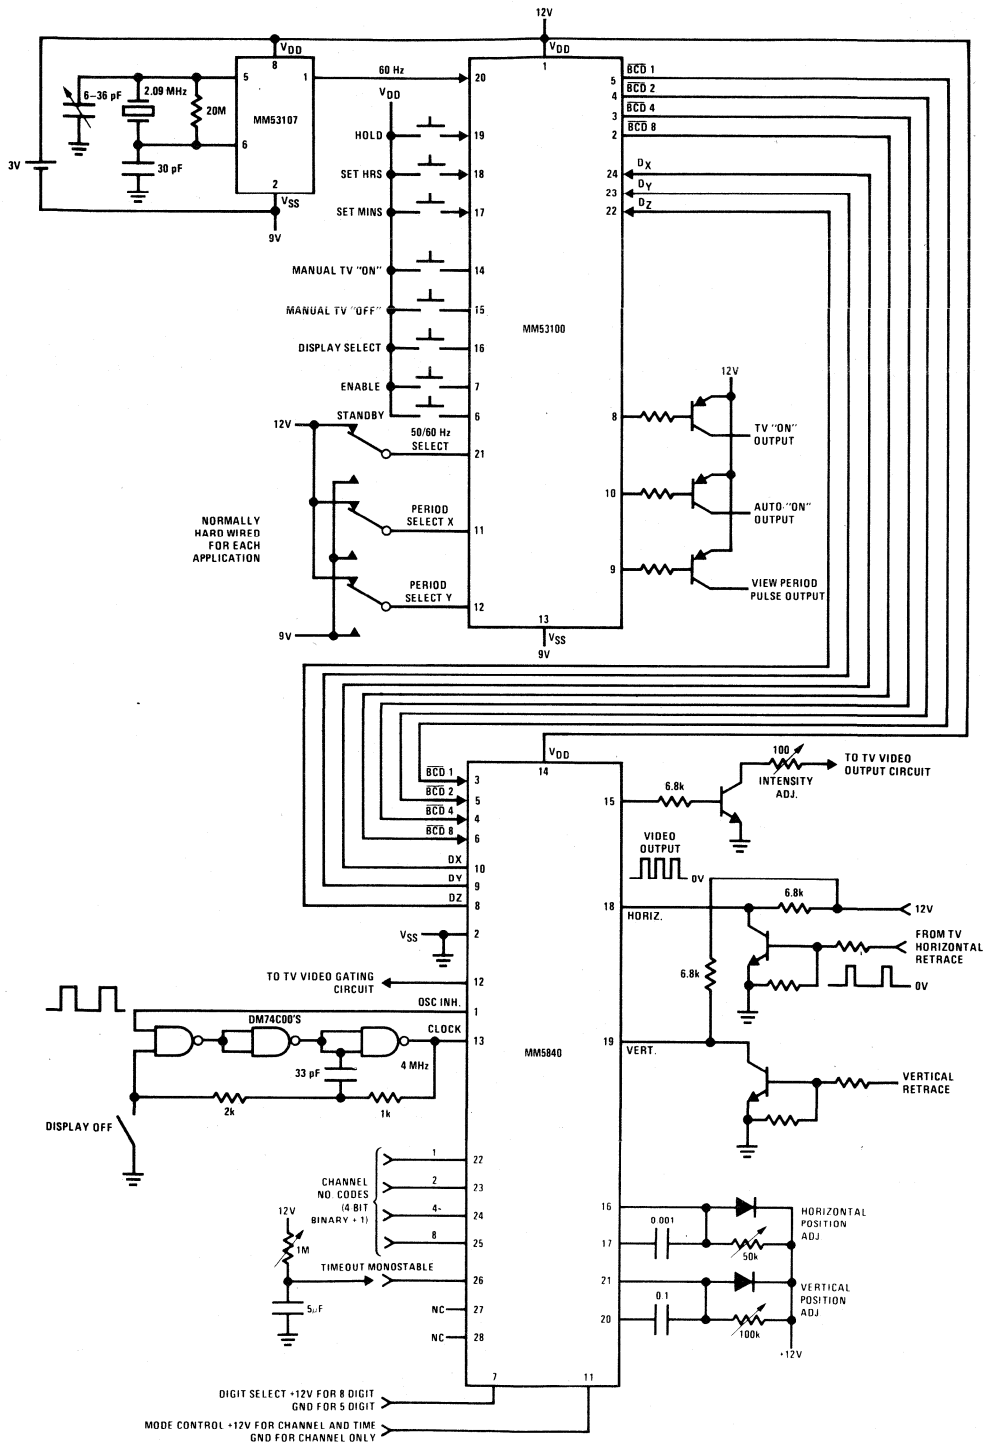 12V
VDD
VDD
8
1
5
1
60 Hz
20
BCD 1
5
BCD 2
4
BCD 4
3
BCD 8
2
6–36 pF
2.09 MHz
20M
MM53107
VDD
6
3V
30 pF
2
VSS
9V
HOLD
19
SET HRS
18
SET MINS
17
DX
24
DY
23
DZ
22
MANUAL TV "ON"
14
MANUAL TV "OFF"
15
DISPLAY SELECT
16
ENABLE
7
STANDBY
6
MM53100
12V
8
TV "ON"
OUTPUT
10
AUTO "ON"
OUTPUT
9
VIEW PERIOD
PULSE OUTPUT
12V
50/60 Hz
SELECT
21
PERIOD
SELECT X
11
NORMALLY
HARD WIRED
FOR EACH
APPLICATION
PERIOD
SELECT Y
12
9V
13
VSS
9V
VDD
14
BCD 1
3
BCD 2
5
BCD 4
4
BCD 8
6
DX
10
DY
9
DZ
8
VSS
2
TO TV VIDEO GATING
CIRCUIT
12
OSC INH.
1
DM74C00'S
CLOCK
13
4 MHz
33 pF
2k
1k
DISPLAY OFF
MM5840
15
6.8k
100
INTENSITY
ADJ.
TO TV VIDEO
OUTPUT CIRCUIT
VIDEO
OUTPUT
0V
18
HORIZ.
6.8k
12V
FROM TV
HORIZONTAL
RETRACE
0V
6.8k
19
VERT.
VERTICAL
RETRACE
CHANNEL
NO. CODES
(4 BIT
BINARY + 1)
1
22
2
23
4
24
8
25
12V
1M
TIMEOUT MONOSTABLE
26
5µF
NC
27
NC
28
16
0.001
17
50k
HORIZONTAL
POSITION
ADJ
21
0.1
20
100k
VERTICAL
POSITION
ADJ
+12V
7
11
DIGIT SELECT +12V FOR 8 DIGIT
GND FOR 5 DIGIT
MODE CONTROL +12V FOR CHANNEL AND TIME
GND FOR CHANNEL ONLY